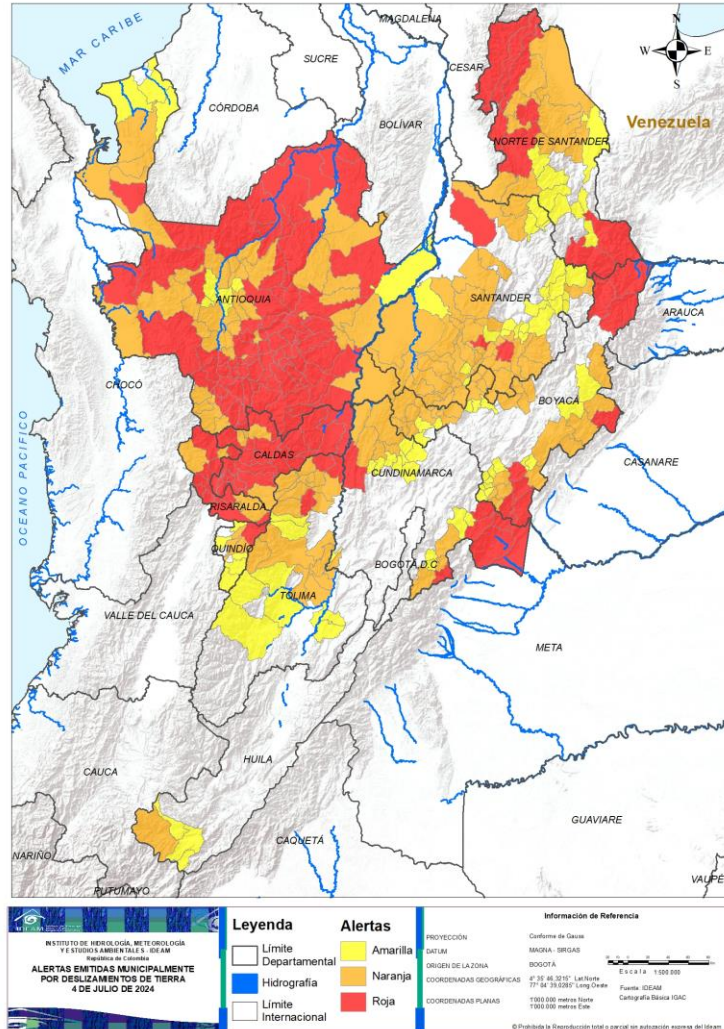 MAGDALENA
MAR CARIBE
N
W
E
S
SUCRE
CESAR
CÓRDOBA
BOLÍVAR
Venezuela
NORTE DE SANTANDER
ANTIOQUIA
SANTANDER
ARAUCA
CHOCÓ
BOYACÁ
OCEANO PACIFICO
CALDAS
CUNDINAMARCA
CASANARE
RISARALDA
QUINDÍO
BOGOTÁ D.C
TOLIMA
VALLE DEL CAUCA
META
HUILA
CAUCA
GUAVIARE
CAQUETÁ
NARIÑO
PUTUMAYO
VAUPÉ
IDEAM
INSTITUTO DE HIDROLOGÍA, METEOROLOGÍA
Y ESTUDIOS AMBIENTALES - IDEAM
República de Colombia
ALERTAS EMITIDAS MUNICIPALMENTE
POR DESLIZAMIENTOS DE TIERRA
4 DE JULIO DE 2024
Leyenda
Límite
Departamental
Hidrografía
Límite
Internacional
Alertas
Amarilla
Naranja
Roja
Información de Referencia
PROYECCIÓN Conforme de Gauss
DATUM MAGNA - SIRGAS
ORIGEN DE LA ZONA BOGOTÁ
COORDENADAS GEOGRÁFICAS 4° 35' 46,3215" Lat.Norte
77° 04' 39,0285" Long.Oeste
COORDENADAS PLANAS 1'000.000 metros Norte
1'000.000 metros Este
Escala 1:500.000
Fuente: IDEAM
Cartografía Básica IGAC
© Prohibida la Reproducción total o parcial sin autorización expresa del Ideam